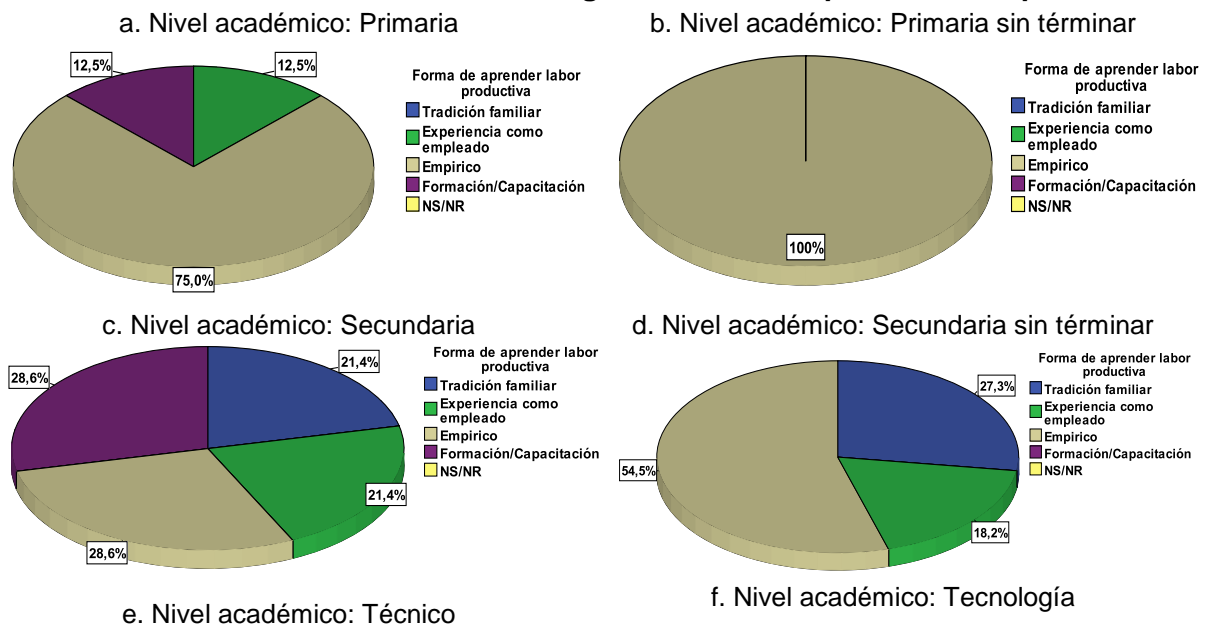 a. Nivel académico: Primaria
12,5%
12,5%
75,0%
Forma de aprender labor
productiva
Tradición familiar
Experiencia como
empleado
Empirico
Formación/Capacitación
NS/NR
b. Nivel académico: Primaria sin términar
100%
Forma de aprender labor
productiva
Tradición familiar
Experiencia como
empleado
Empirico
Formación/Capacitación
NS/NR
c. Nivel académico: Secundaria
28,6%
21,4%
21,4%
28,6%
Forma de aprender labor
productiva
Tradición familiar
Experiencia como
empleado
Empirico
Formación/Capacitación
NS/NR
d. Nivel académico: Secundaria sin términar
27,3%
54,5%
18,2%
Forma de aprender labor
productiva
Tradición familiar
Experiencia como
empleado
Empirico
Formación/Capacitación
NS/NR
e. Nivel académico: Técnico
f. Nivel académico: Tecnología